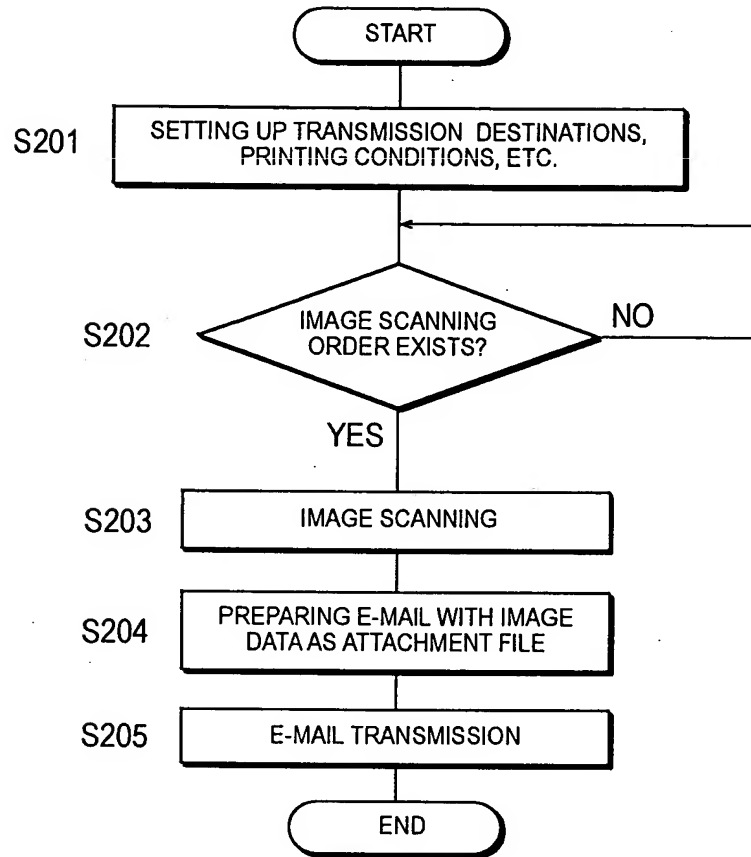 START
S201
SETTING UP TRANSMISSION DESTINATIONS,
PRINTING CONDITIONS, ETC.
S202
IMAGE SCANNING
ORDER EXISTS?
NO
YES
S203
IMAGE SCANNING
S204
PREPARING E-MAIL WITH IMAGE
DATA AS ATTACHMENT FILE
S205
E-MAIL TRANSMISSION
END